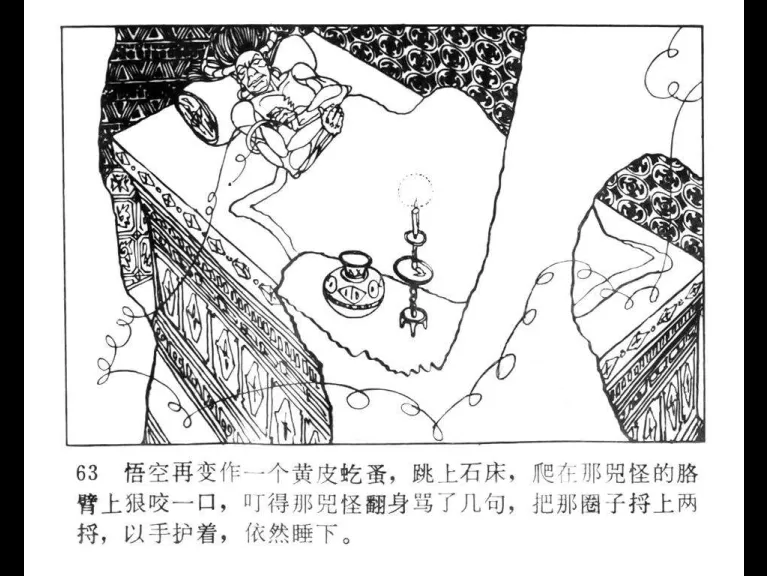 63 悟空再变作一个黄皮虼蚤，跳上石床，爬在那兕怪的胳
臂上狠咬一口，叮得那兕怪翻身骂了几句，把那圈子捋上两
捋，以手护着，依然睡下。